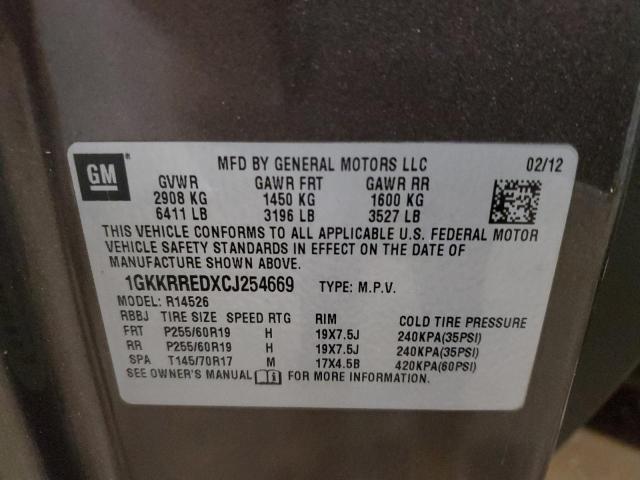 GM ®
MFD BY GENERAL MOTORS LLC 02/12
GVWR GAWR FRT GAWR RR
2908 KG 1450 KG 1600 KG
6411 LB 3196 LB 3527 LB
THIS VEHICLE CONFORMS TO ALL APPLICABLE U.S. FEDERAL MOTOR
VEHICLE SAFETY STANDARDS IN EFFECT ON THE DATE OF
MANUFACTURE SHOWN ABOVE.
1GKKRREDXCJ254669 TYPE: M.P.V.
MODEL: R14526
RBBJ TIRE SIZE SPEED RTG RIM COLD TIRE PRESSURE
FRT P255/60R19 H 19X7.5J 240KPA(35PSI)
RR P255/60R19 H 19X7.5J 240KPA(35PSI)
SPA T145/70R17 M 17X4.5B 420KPA(60PSI)
SEE OWNER'S MANUAL FOR MORE INFORMATION.